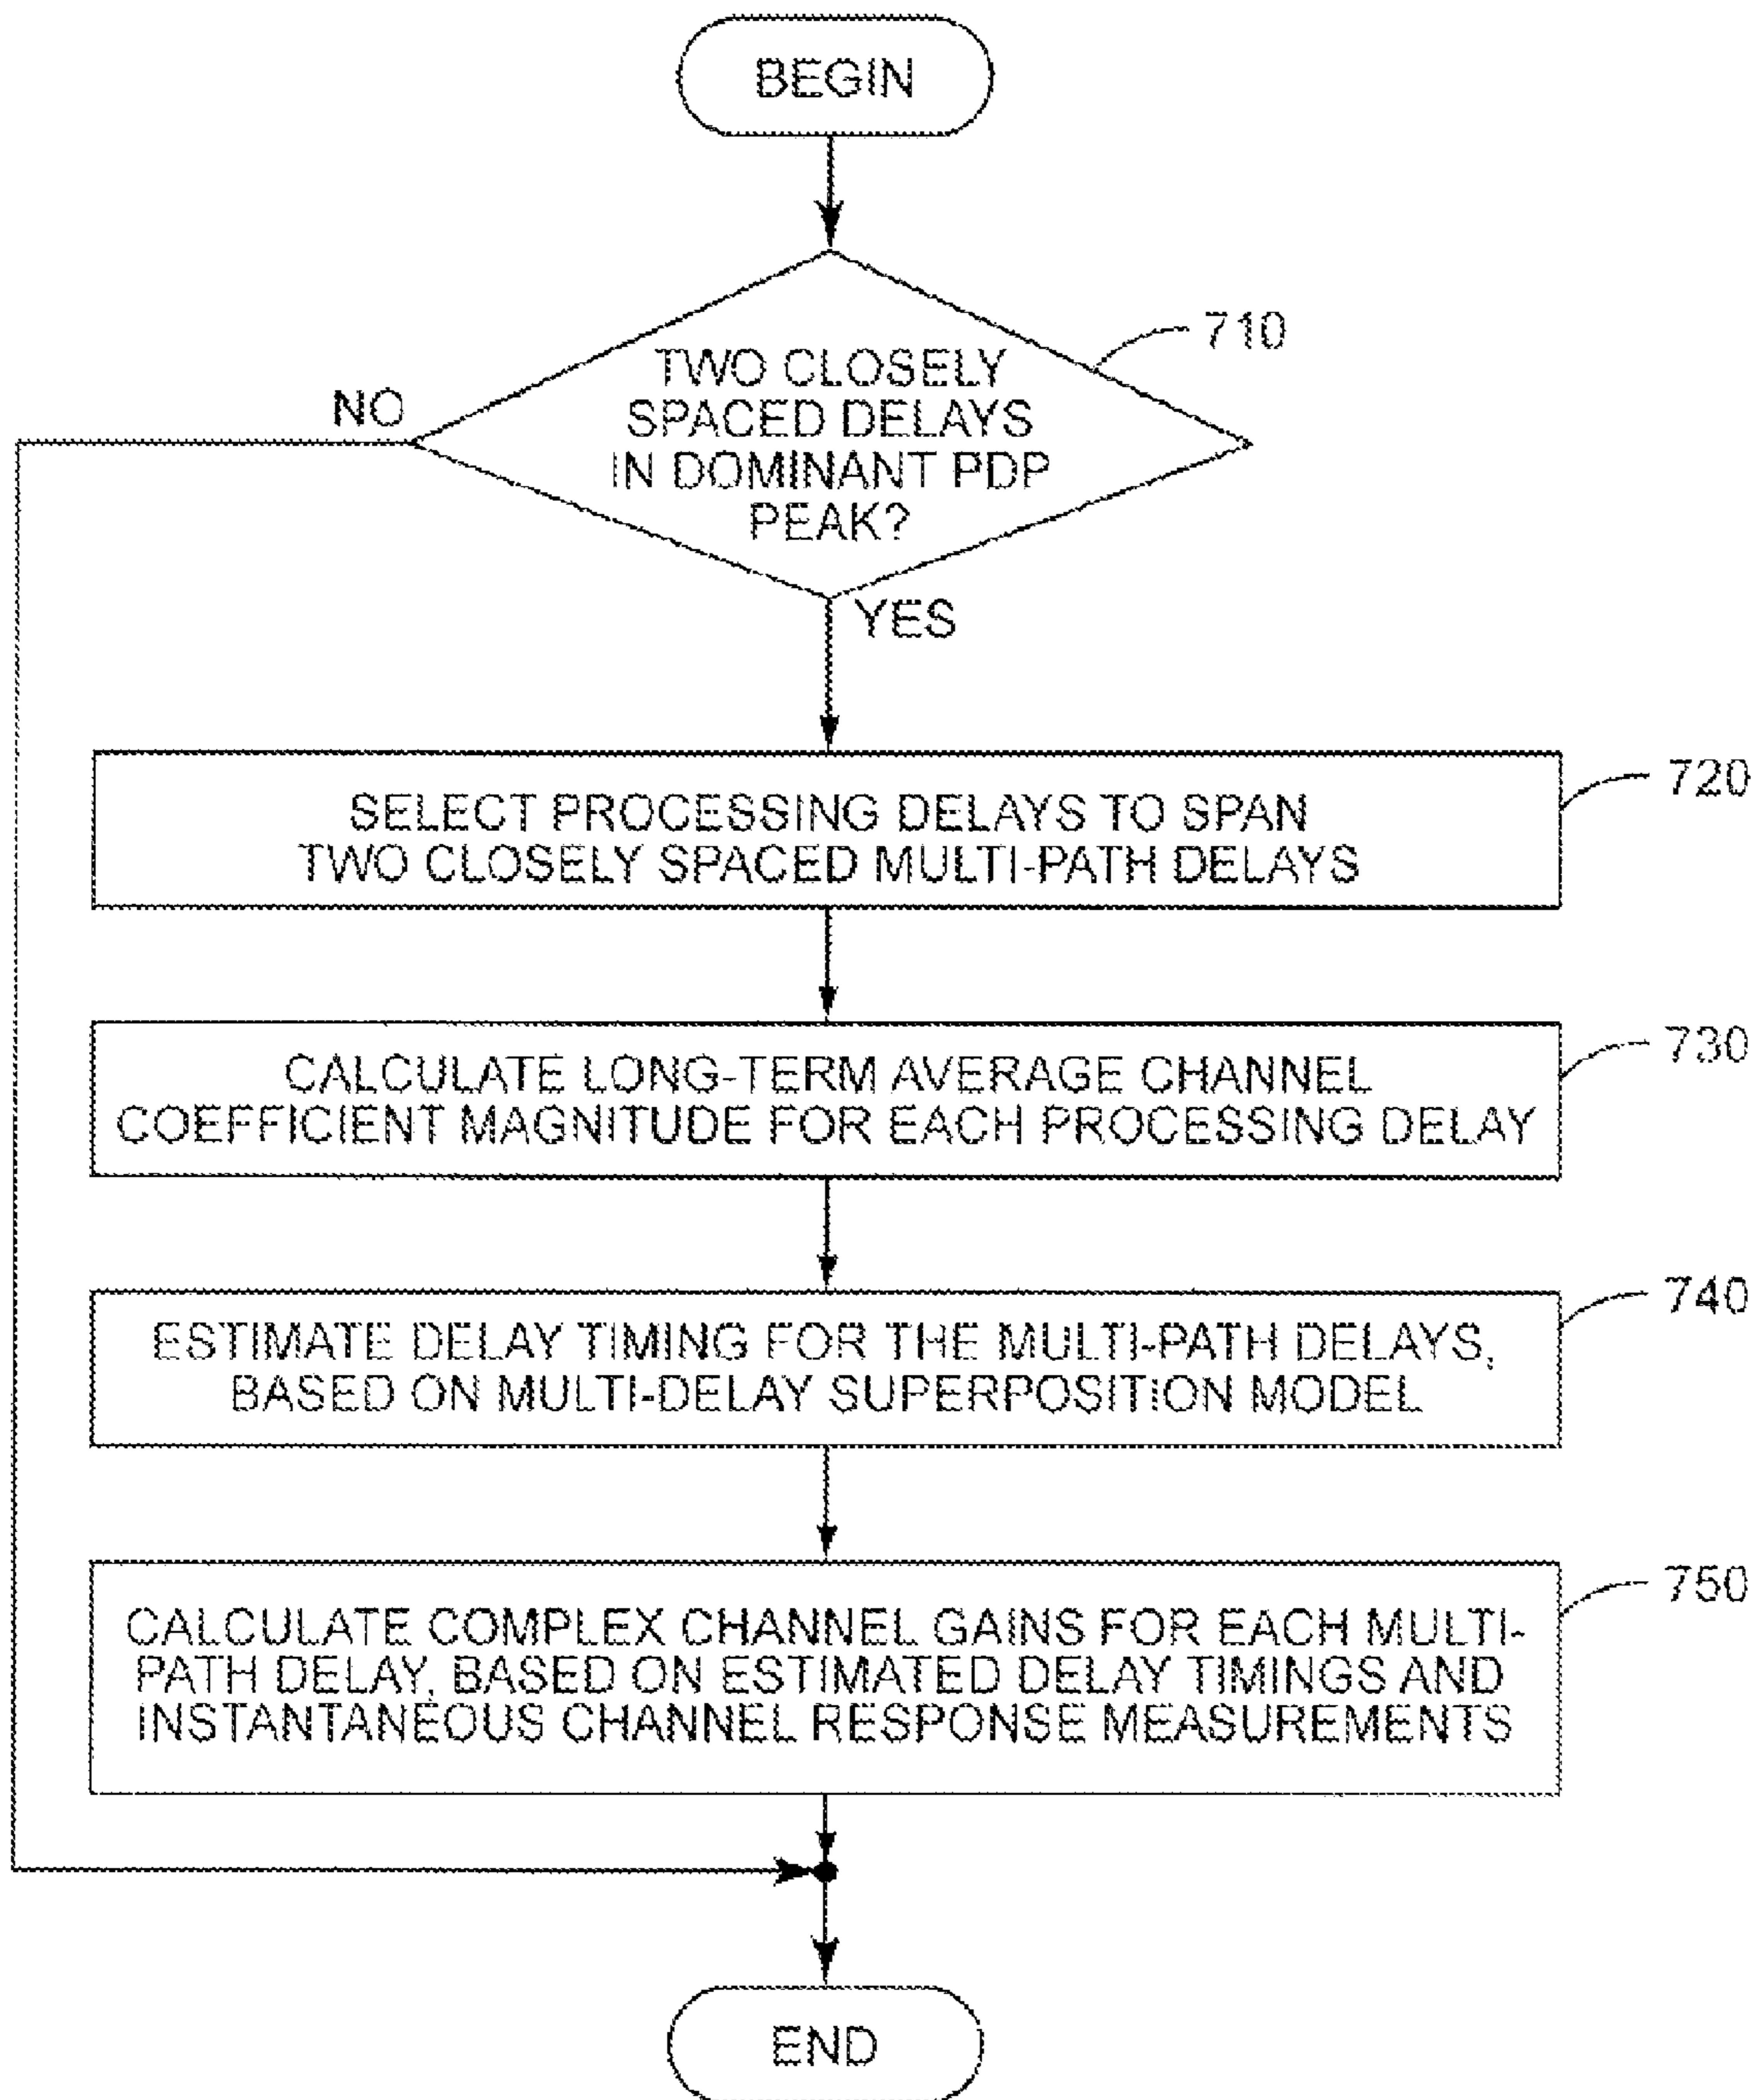 BEGIN
710
TWO CLOSELY
SPACED DELAYS
IN DOMINANT PDP
PEAK?
NO
YES
720
SELECT PROCESSING DELAYS TO SPAN
TWO CLOSELY SPACED MULTI-PATH DELAYS
730
CALCULATE LONG-TERM AVERAGE CHANNEL
COEFFICIENT MAGNITUDE FOR EACH PROCESSING DELAY
740
ESTIMATE DELAY TIMING FOR THE MULTI-PATH DELAYS,
BASED ON MULTI-DELAY SUPERPOSITION MODEL
750
CALCULATE COMPLEX CHANNEL GAINS FOR EACH MULTI-
PATH DELAY, BASED ON ESTIMATED DELAY TIMINGS AND
INSTANTANEOUS CHANNEL RESPONSE MEASUREMENTS
END